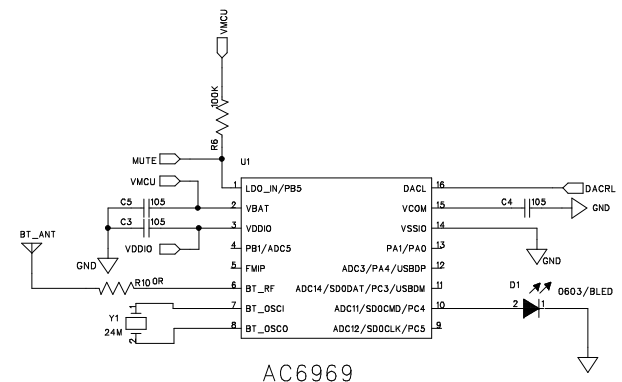 VMCU
100K
R6
U1
MUTE
VMCU
C5 105
C3 105
VDDIO
GND
BT_ANT
R10 0R
Y1
24M
1
2
1 LDO_IN/PB5
2 VBAT
3 VDDIO
4 PB1/ADC5
5 FMIP
6 BT_RF
7 BT_OSCI
8 BT_OSCO
DACL 16
VCOM 15
VSSIO 14
PA1/PA0 13
ADC3/PA4/USBDP 12
ADC14/SD0DAT/PC3/USBDM 11
ADC11/SD0CMD/PC4 10
ADC12/SD0CLK/PC5 9
DACRL
C4 105
GND
GND
D1
0603/BLED
2 1
AC6969